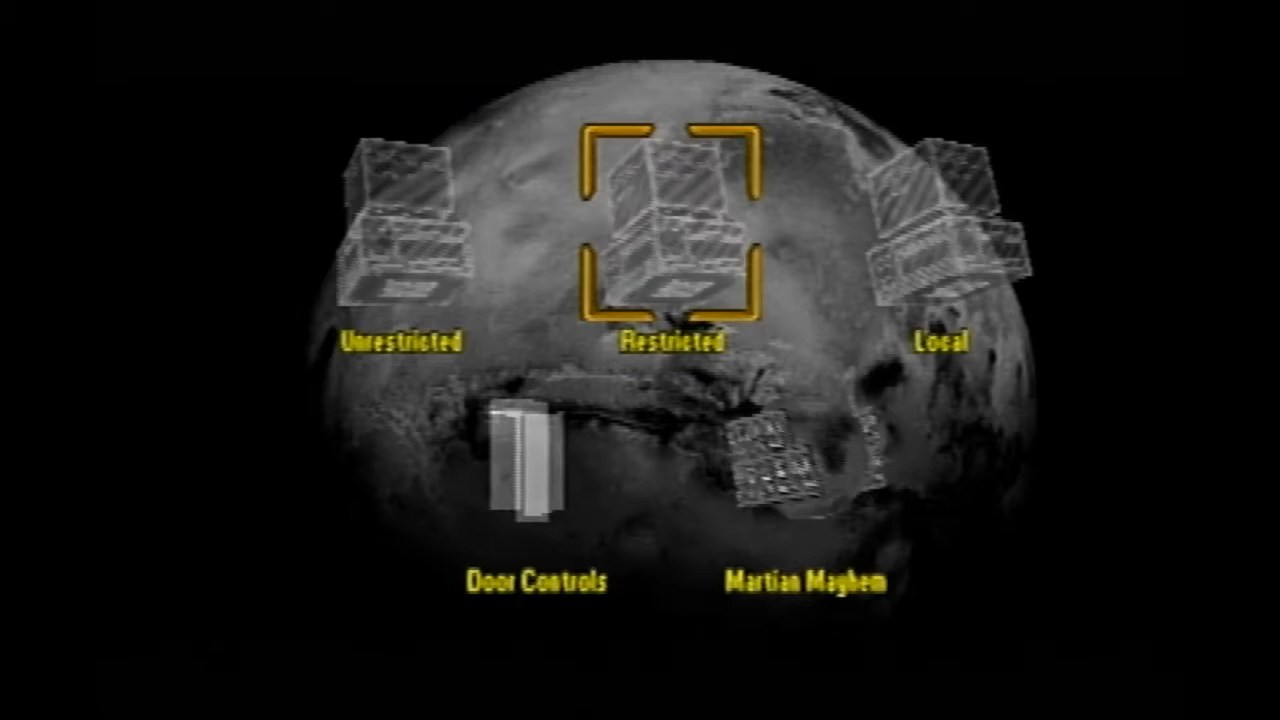 Unrestricted
Restricted
Local
Door Controls
Martian Mayhem